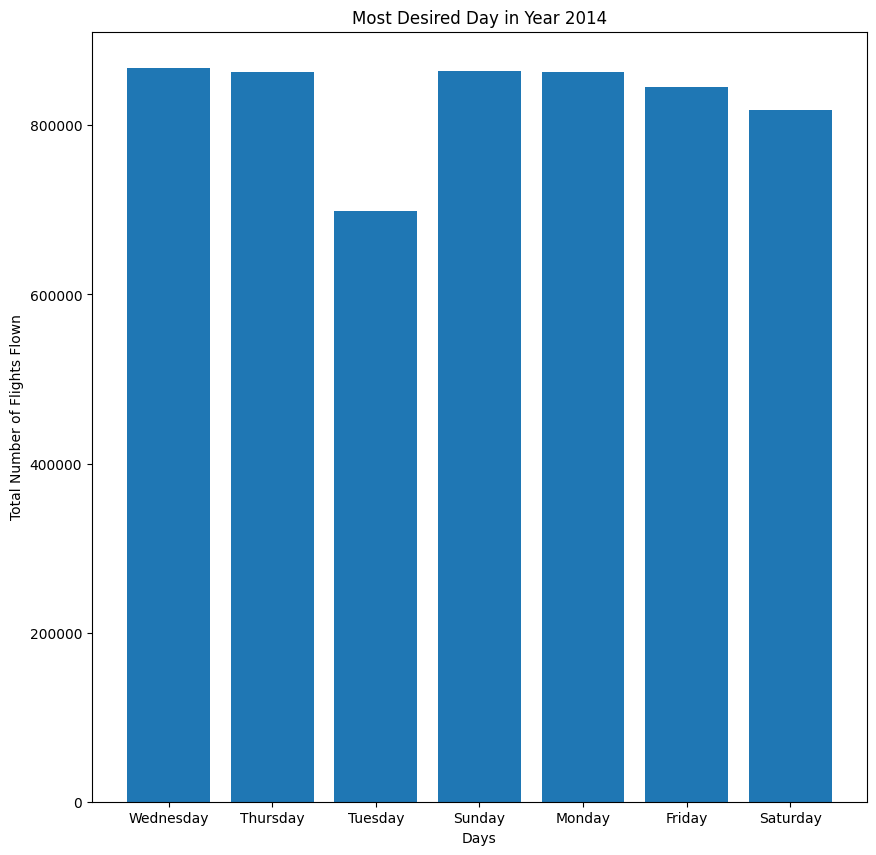 Most Desired Day in Year 2014
Total Number of Flights Flown
800000
600000
400000
200000
0
Wednesday Thursday Tuesday Sunday Monday Friday Saturday
Days